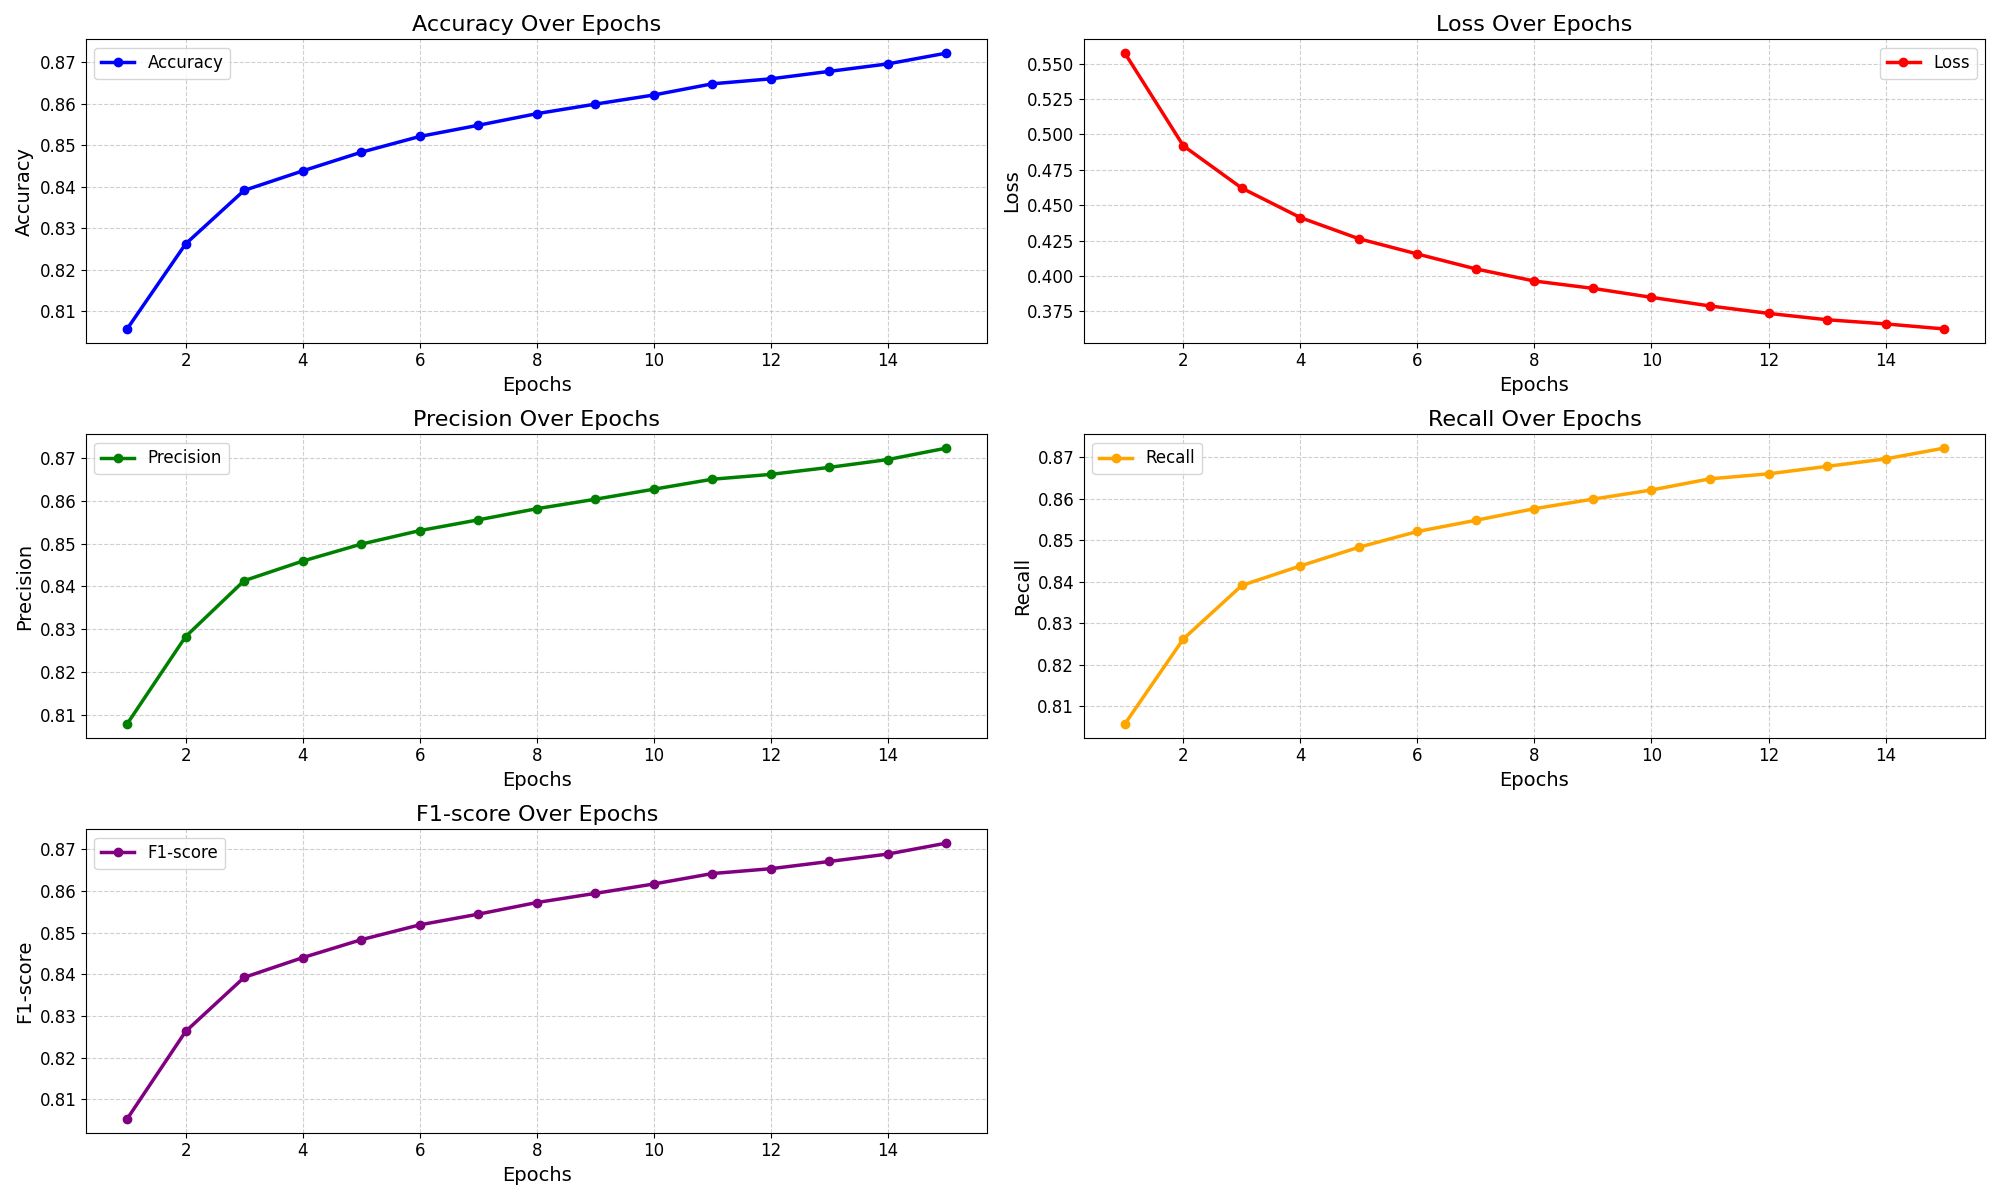 Accuracy Over Epochs
Accuracy
0.87
0.86
0.85
0.84
0.83
0.82
0.81
Accuracy
2 4 6 8 10 12 14
Epochs
Loss Over Epochs
Loss
0.550
0.525
0.500
0.475
0.450
0.425
0.400
0.375
Loss
2 4 6 8 10 12 14
Epochs
Precision Over Epochs
Precision
0.87
0.86
0.85
0.84
0.83
0.82
0.81
Precision
2 4 6 8 10 12 14
Epochs
Recall Over Epochs
Recall
0.87
0.86
0.85
0.84
0.83
0.82
0.81
Recall
2 4 6 8 10 12 14
Epochs
F1-score Over Epochs
F1-score
0.87
0.86
0.85
0.84
0.83
0.82
0.81
F1-score
2 4 6 8 10 12 14
Epochs